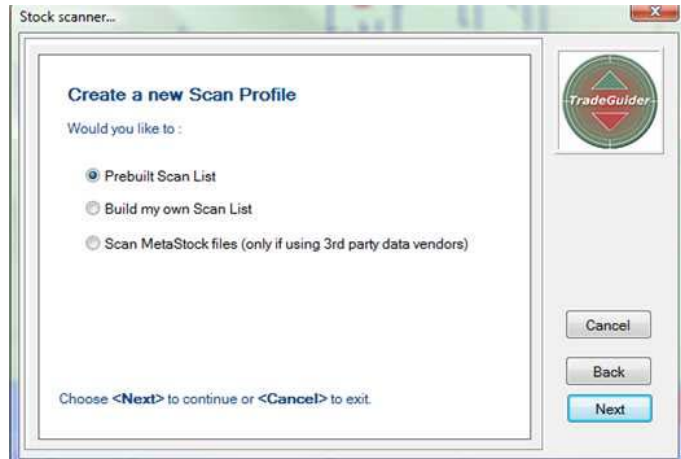 Stock scanner...
Create a new Scan Profile
Would you like to :
Prebuilt Scan List
Build my own Scan List
Scan MetaStock files (only if using 3rd party data vendors)
Choose <Next> to continue or <Cancel> to exit.
TradeGuider
Cancel
Back
Next